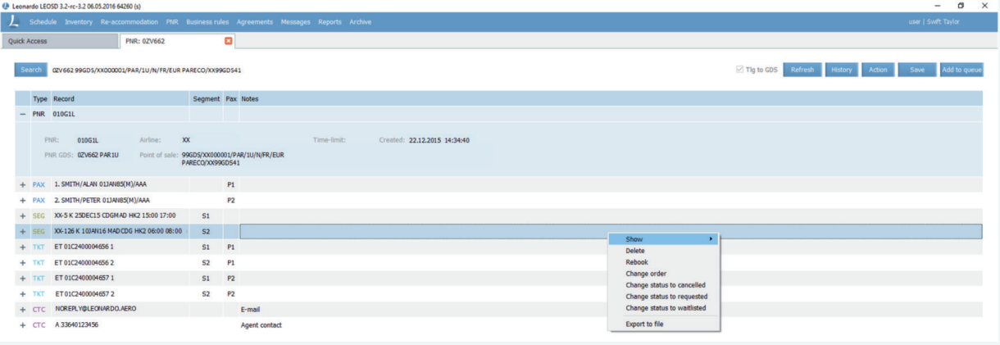 Leonardo LEOSD 3.2-rc-3.2 06.05.2016 64260 (s)
Schedule Inventory Re-accommodation PNR Business rules Agreements Messages Reports Archive user | Swift Taylor
Quick Access PNR: 0ZV662
Search 0ZV662 99GDS/XX000001/PAR/1U/N/FR/EUR PARECO/XX99GDS41 Tlg to GDS Refresh History Action Save Add to queue
Type Record Segment Pax Notes
PNR 010G1L
PNR: 010G1L Airline: XX Time-limit: Created: 22.12.2015 14:34:40
PNR GDS: 0ZV662 PAR1U Point of sale: 99GDS/XX000001/PAR/1U/N/FR/EUR
PARECO/XX99GDS41
+ PAX 1. SMITH/ALAN 01JAN85(M)/AAA P1
+ PAX 2. SMITH/PETER 01JAN85(M)/AAA P2
+ SEG XX-5 K 25DEC15 CDGMAD HK2 15:00 17:00 S1
+ SEG XX-126 K 10JAN16 MADCDG HK2 06:00 08:00 S2
+ TKT ET 01C2400004656 1 S1 P1
+ TKT ET 01C2400004656 2 S2 P1
+ TKT ET 01C2400004657 1 S1 P2
+ TKT ET 01C2400004657 2 S2 P2
+ CTC NOREPLY@LEONARDO.AERO E-mail
+ CTC A 33640123456 Agent contact
Show
Delete
Rebook
Change order
Change status to cancelled
Change status to requested
Change status to waitlisted
Export to file